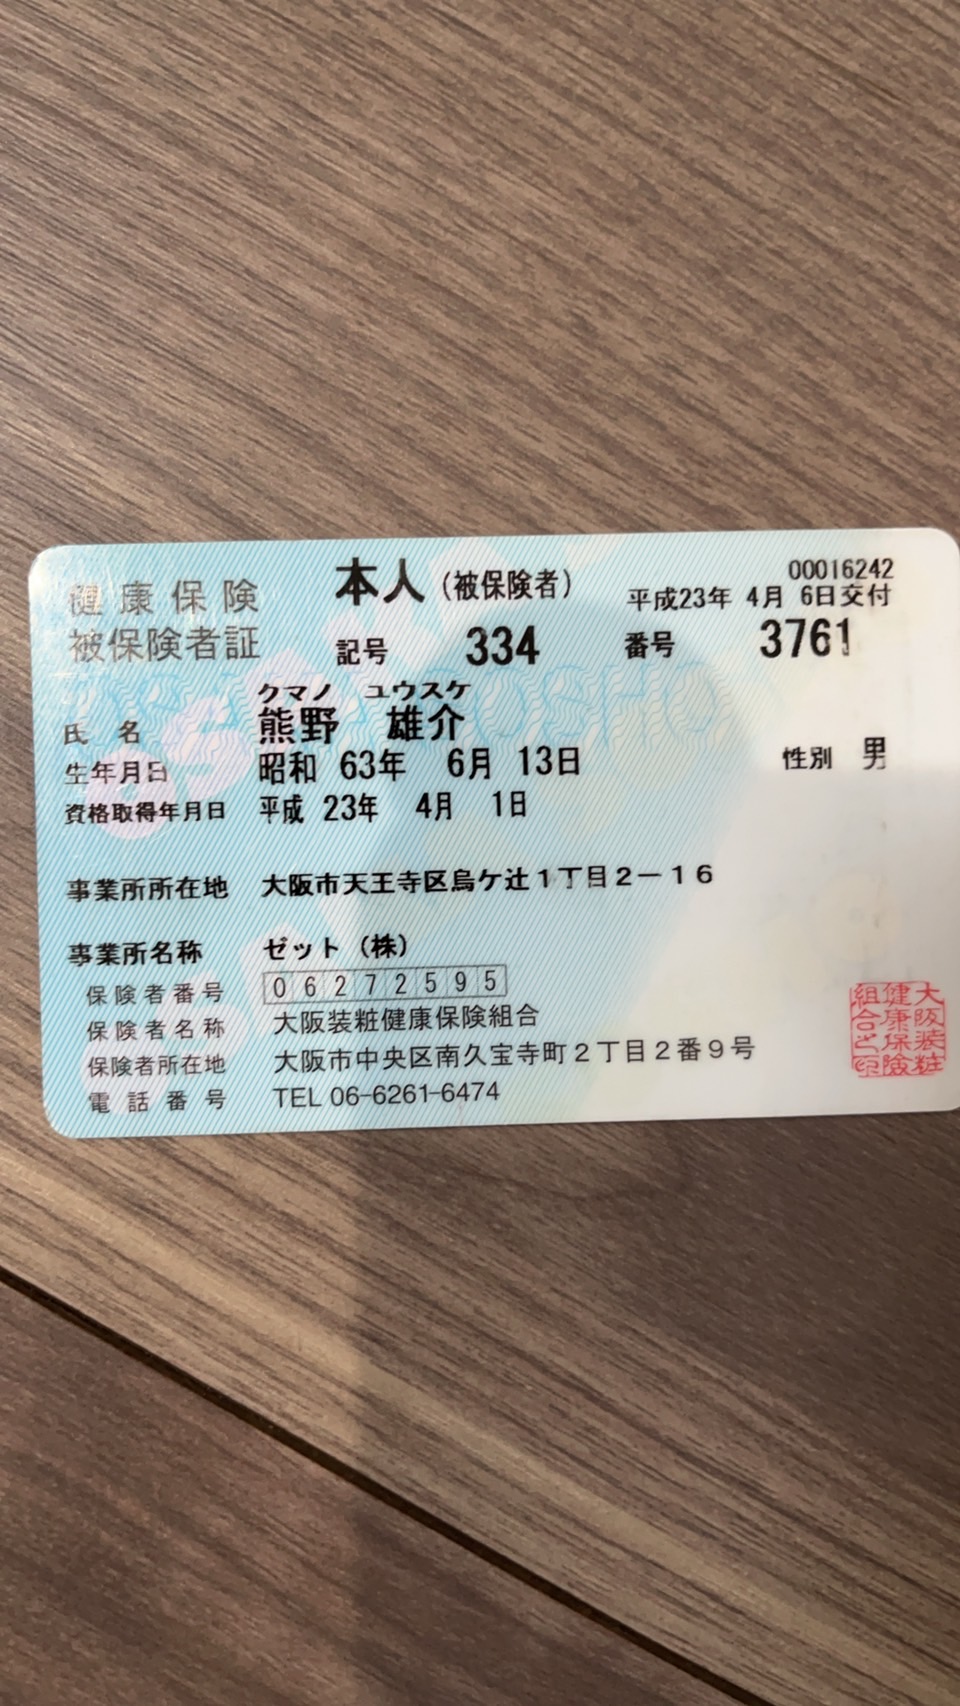 00016242
健康保険 本人(被保険者) 平成23年 4月 6日交付
被保険者証 記号 334 番号 3761
クマノ ユウスケ
氏名 熊野 雄介
生年月日 昭和 63年 6月 13日 性別 男
資格取得年月日 平成 23年 4月 1日
事業所所在地 大阪市天王寺区烏ケ辻1丁目2-16
事業所名称 ゼット(株)
保険者番号 06272595
保険者名称 大阪装粧健康保険組合
保険者所在地 大阪市中央区南久宝寺町2丁目2番9号
電話番号 TEL 06-6261-6474
大阪装粧
健康保険
組合之印